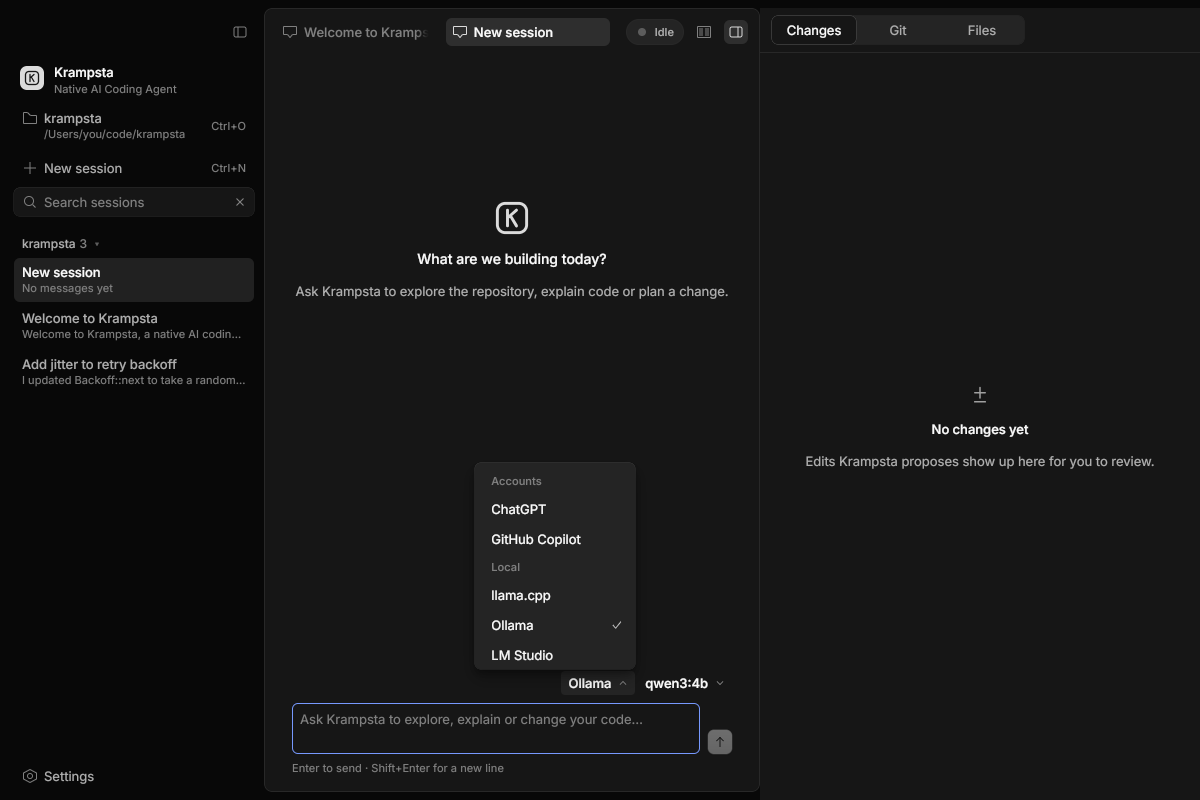 Krampsta
Native AI Coding Agent
krampsta
/Users/you/code/krampsta
Ctrl+O
New session
Ctrl+N
Search sessions
krampsta 3
New session
No messages yet
Welcome to Krampsta
Welcome to Krampsta, a native AI codin...
Add jitter to retry backoff
I updated Backoff::next to take a random...
Settings
Welcome to Kramps
New session
Idle
K
What are we building today?
Ask Krampsta to explore the repository, explain code or plan a change.
Accounts
ChatGPT
GitHub Copilot
Local
llama.cpp
Ollama
LM Studio
Ollama
qwen3:4b
Ask Krampsta to explore, explain or change your code...
Enter to send · Shift+Enter for a new line
Changes
Git
Files
No changes yet
Edits Krampsta proposes show up here for you to review.